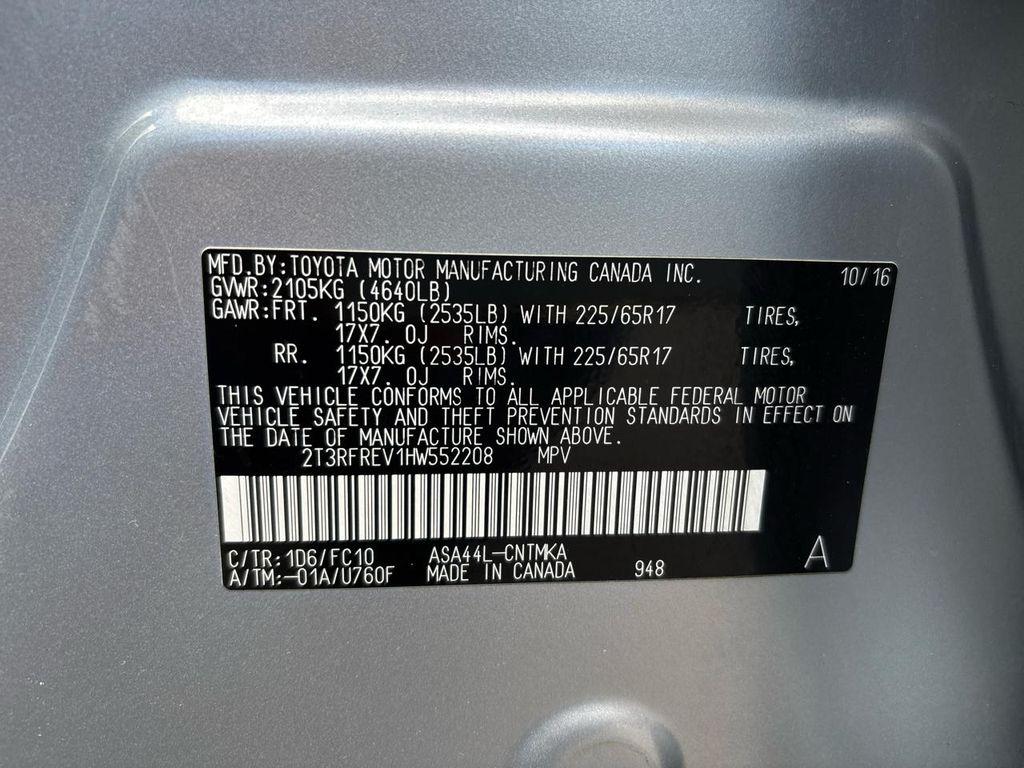 MFD.BY:TOYOTA MOTOR MANUFACTURING CANADA INC. 10/16
GVWR:2105KG (4640LB)
GAWR:FRT. 1150KG (2535LB) WITH 225/65R17 TIRES,
17X7. 0J RIMS.
RR. 1150KG (2535LB) WITH 225/65R17 TIRES,
17X7. 0J RIMS.
THIS VEHICLE CONFORMS TO ALL APPLICABLE FEDERAL MOTOR
VEHICLE SAFETY AND THEFT PREVENTION STANDARDS IN EFFECT ON
THE DATE OF MANUFACTURE SHOWN ABOVE.
2T3RFREV1HW552208 MPV
C/TR:1D6/FC10 ASA44L-CNTMKA A
A/TM:-01A/U760F MADE IN CANADA 948